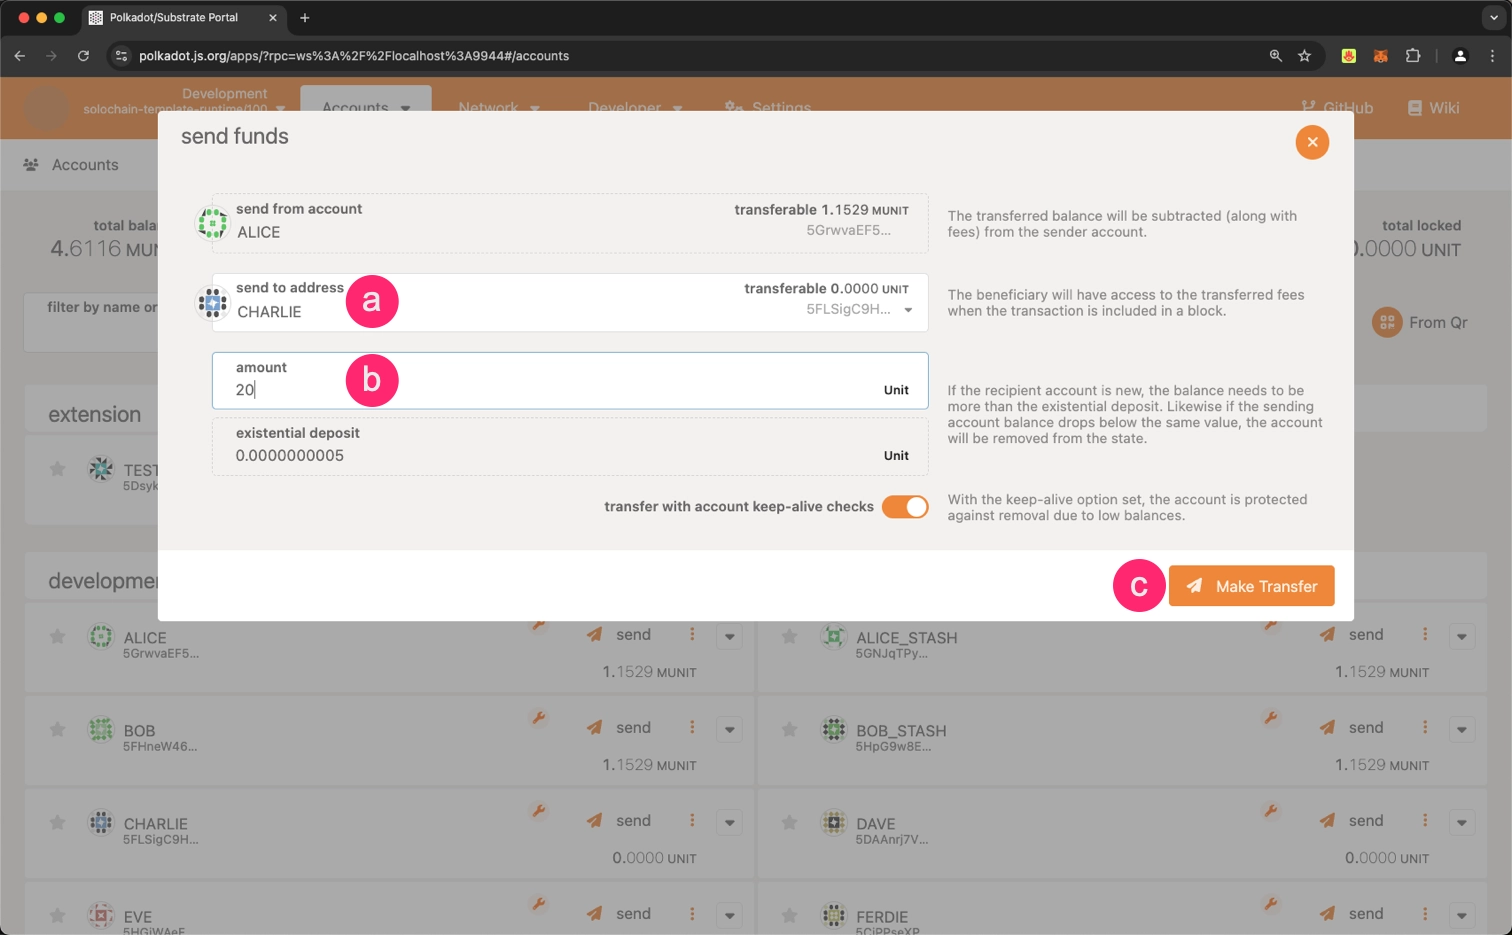 Polkadot/Substrate Portal
polkadot.js.org/apps/?rpc=ws%3A%2F%2Flocalhost%3A9944#/accounts
Development
solochain-template-runtime/100
Accounts
Network
Developer
Settings
GitHub
Wiki
send funds
Accounts
send from account
ALICE
transferable 1.1529 MUNIT
5GrwvaEF5...
The transferred balance will be subtracted (along with
fees) from the sender account.
total bala
4.6116 MUN
total locked
0.0000 UNIT
send to address
CHARLIE
a
transferable 0.0000 UNIT
5FLSigC9H...
The beneficiary will have access to the transferred fees
when the transaction is included in a block.
filter by name or
From Qr
amount
20
b
Unit
If the recipient account is new, the balance needs to be
more than the existential deposit. Likewise if the sending
account balance drops below the same value, the account
will be removed from the state.
existential deposit
0.0000000005
Unit
extension
TEST
5Dsyk
transfer with account keep-alive checks
With the keep-alive option set, the account is protected
against removal due to low balances.
c
Make Transfer
developmen
ALICE
5GrwvaEF5...
send
1.1529 MUNIT
ALICE_STASH
5GNJqTPy...
send
1.1529 MUNIT
BOB
5FHneW46...
send
1.1529 MUNIT
BOB_STASH
5HpG9w8E...
send
1.1529 MUNIT
CHARLIE
5FLSigC9H...
send
0.0000 UNIT
DAVE
5DAAnrj7V...
send
0.0000 UNIT
EVE
send
FERDIE
send